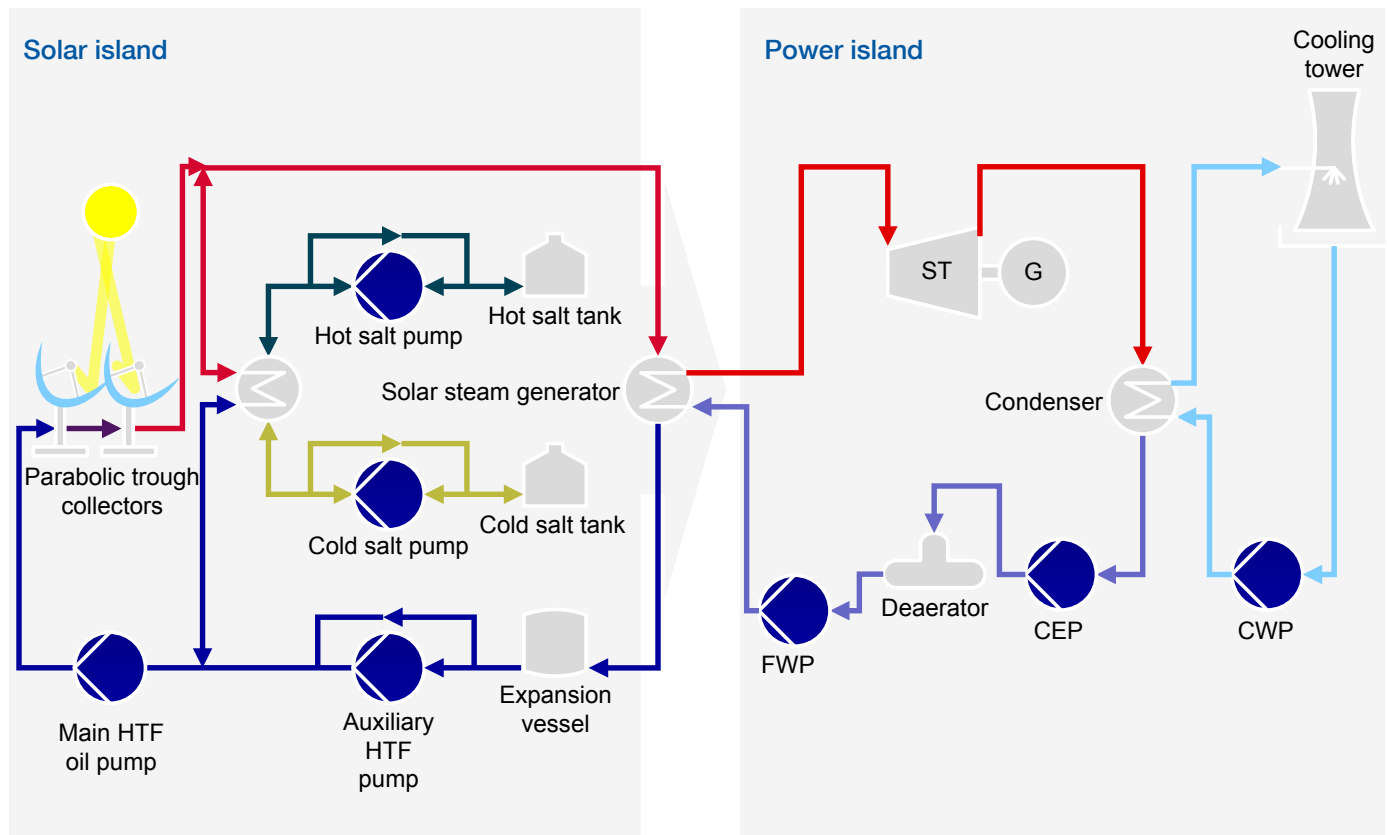 Solar island
Power island
Cooling
tower
ST
G
Hot salt tank
Hot salt pump
Solar steam generator
Condenser
Parabolic trough
collectors
Cold salt tank
Cold salt pump
Deaerator
CEP
CWP
FWP
Expansion
vessel
Main HTF
oil pump
Auxiliary
HTF
pump